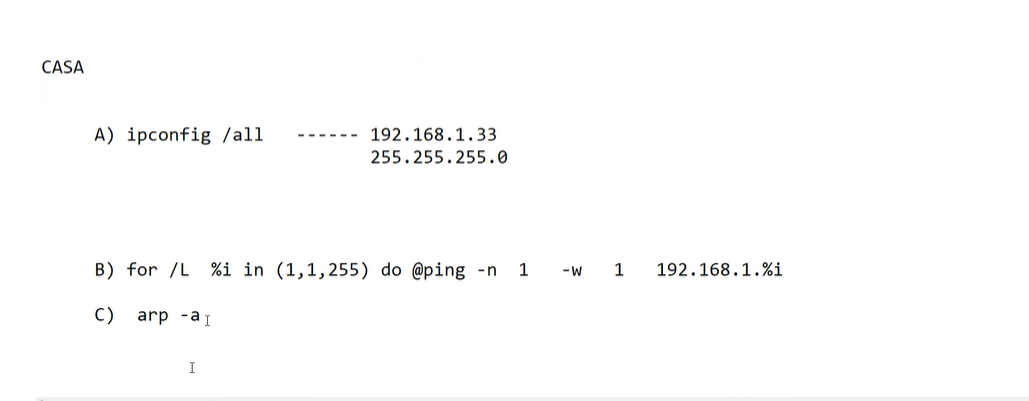 CASA
A) ipconfig /all ------ 192.168.1.33
255.255.255.0
B) for /L %i in (1,1,255) do @ping -n 1 -w 1 192.168.1.%i
C) arp -a